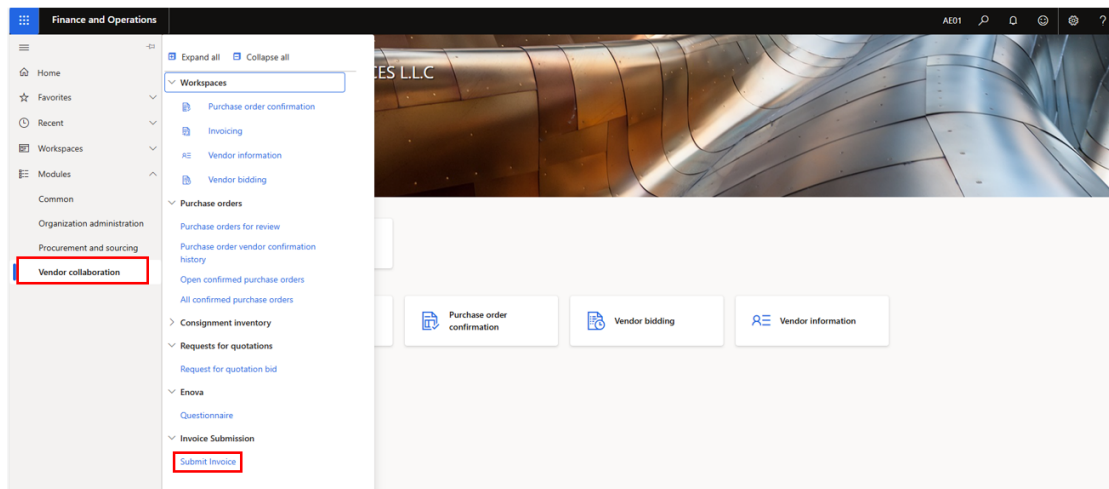 Finance and Operations
AE01
?
Home
Favorites
Recent
Workspaces
Modules
Common
Organization administration
Procurement and sourcing
Vendor collaboration
Expand all
Collapse all
Workspaces
Purchase order confirmation
Invoicing
Vendor information
Vendor bidding
Purchase orders
Purchase orders for review
Purchase order vendor confirmation
history
Open confirmed purchase orders
All confirmed purchase orders
Consignment inventory
Requests for quotations
Request for quotation bid
Enova
Questionnaire
Invoice Submission
Submit Invoice
ES L.L.C
Purchase order
confirmation
Vendor bidding
Vendor information